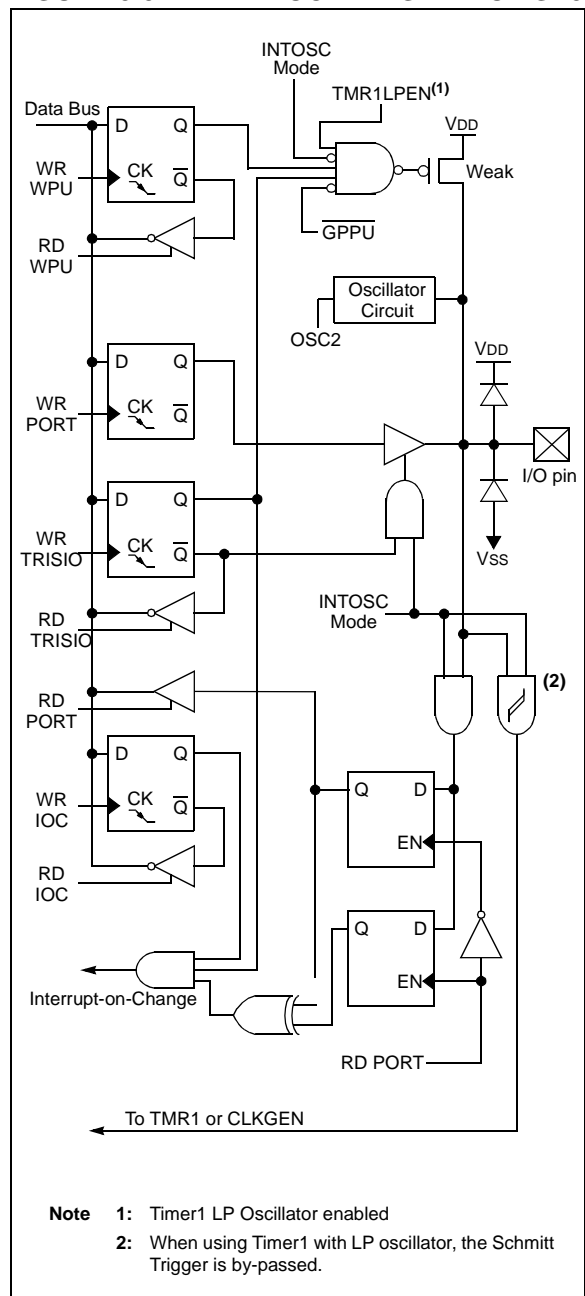 INTOSC
Mode
TMR1LPEN(1)
Data Bus
D Q
VDD
WR
WPU
CK Q
Weak
RD
WPU
GPPU
Oscillator
Circuit
OSC2
D Q
VDD
WR
PORT
CK Q
I/O pin
D Q
WR
TRISIO
CK Q
VSS
INTOSC
Mode
RD
TRISIO
(2)
RD
PORT
D Q
WR
IOC
CK Q
Q D
EN
RD
IOC
Q D
EN
Interrupt-on-Change
RD PORT
To TMR1 or CLKGEN
Note 1: Timer1 LP Oscillator enabled
2: When using Timer1 with LP oscillator, the Schmitt
Trigger is by-passed.